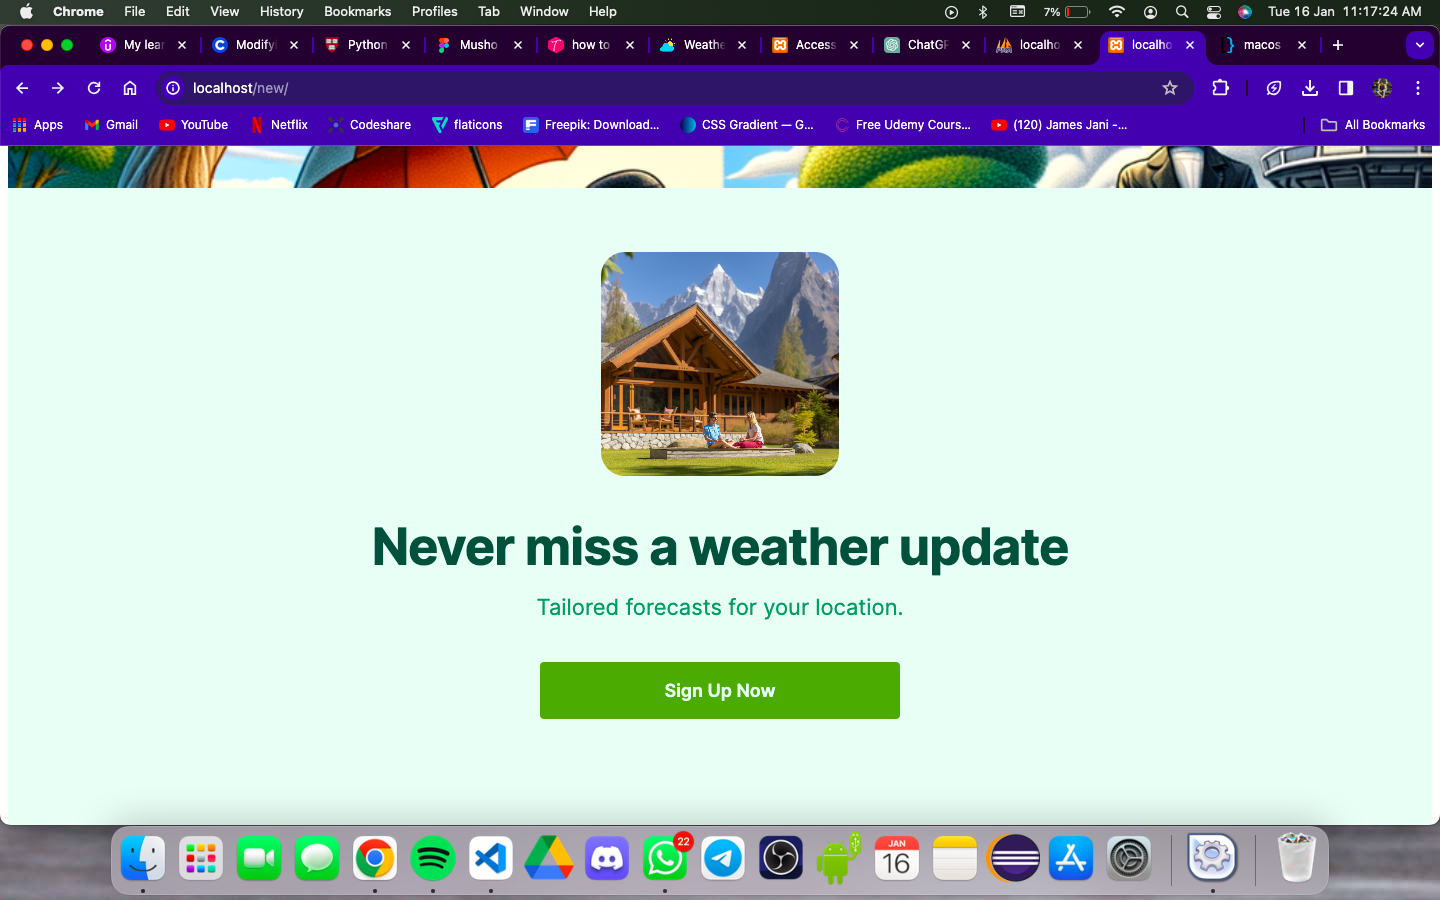 Chrome File Edit View History Bookmarks Profiles Tab Window Help 7% Tue 16 Jan 11:17:24 AM
My lear Modifyi Python Musho how to Weathe Access ChatGP localho localho macos
localhost/new/
Apps Gmail YouTube Netflix Codeshare flaticons Freepik: Download... CSS Gradient — G... Free Udemy Cours... (120) James Jani -... All Bookmarks
Never miss a weather update
Tailored forecasts for your location.
Sign Up Now
22
JAN
16